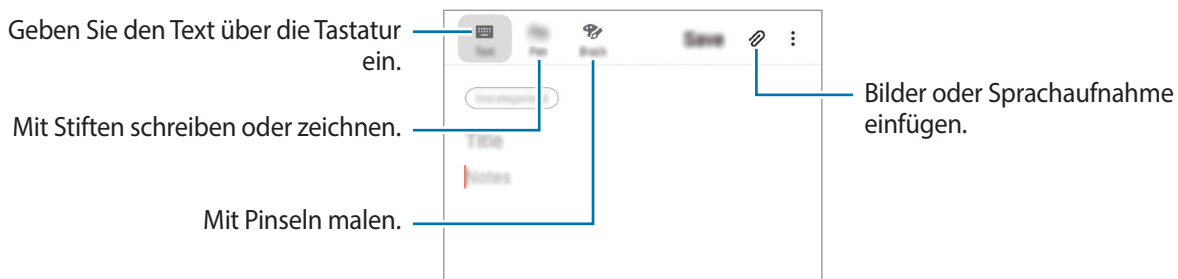 Geben Sie den Text über die Tastatur
ein.
Mit Stiften schreiben oder zeichnen.
Mit Pinseln malen.
Text
Pen
Brush
Save
Uncategorised
Title
Notes
Bilder oder Sprachaufnahme
einfügen.